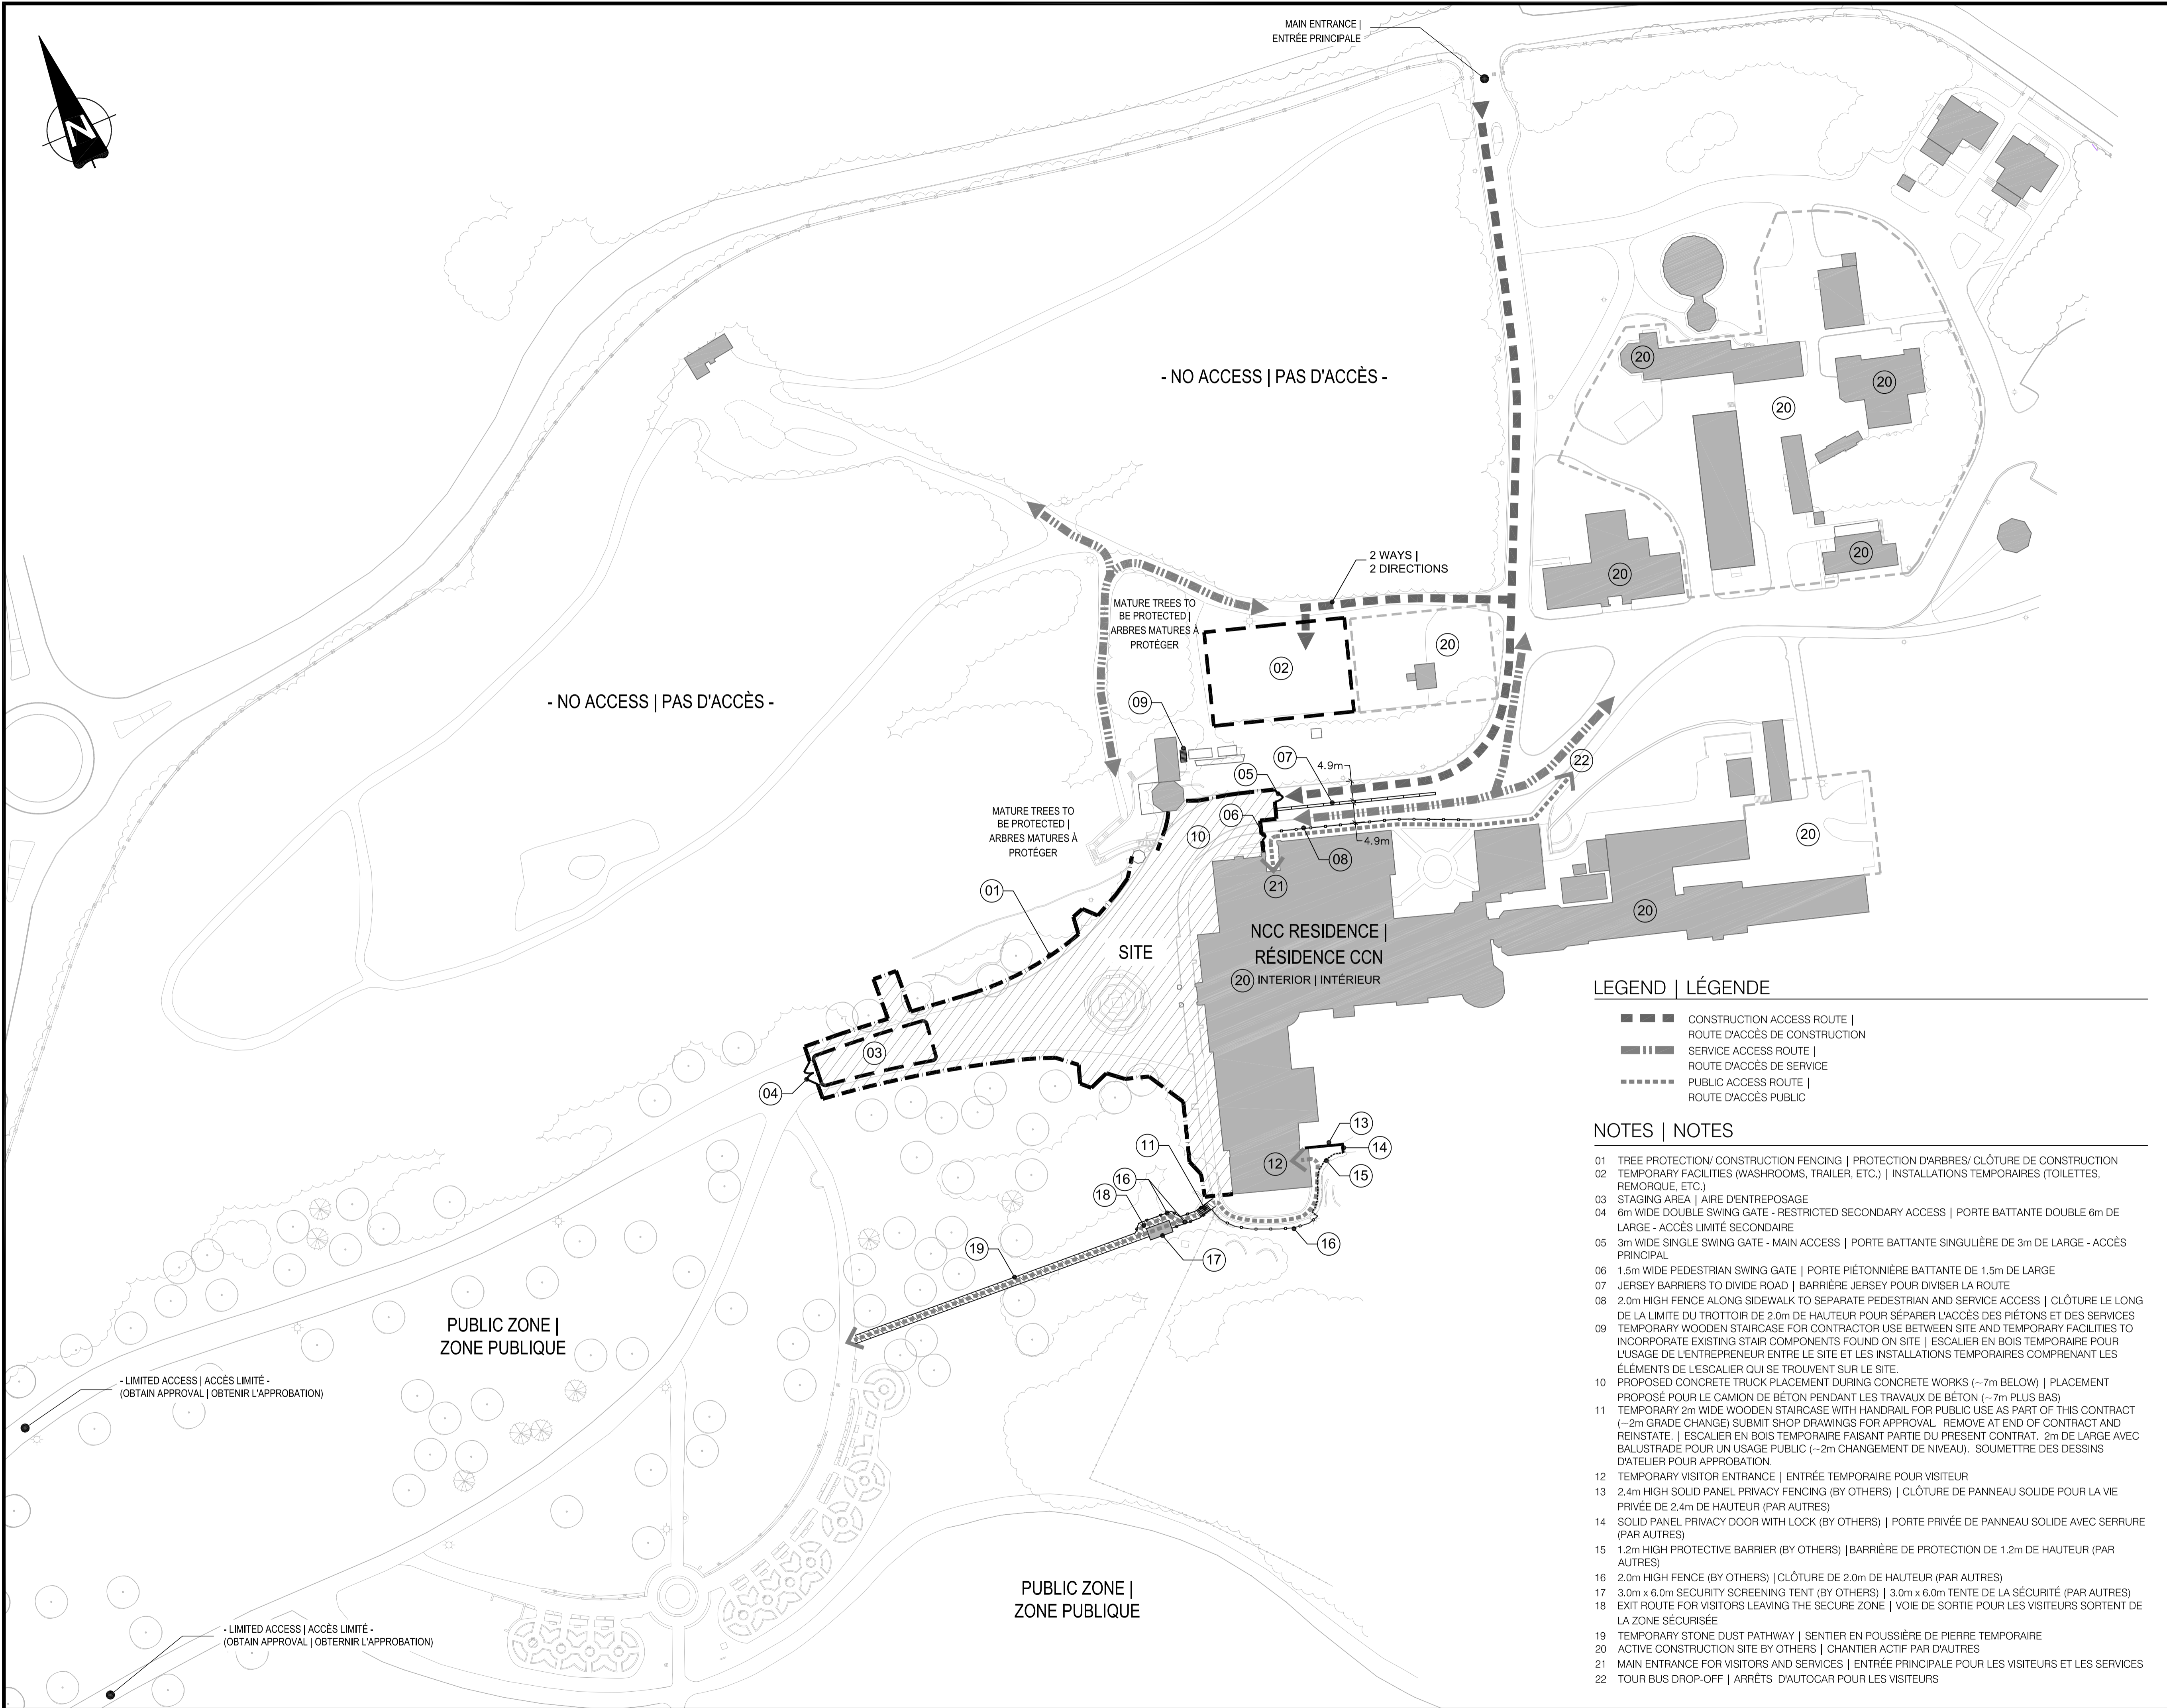 MAIN ENTRANCE |
ENTRÉE PRINCIPALE
N
- NO ACCESS | PAS D'ACCÈS -
20
20
20
20
20
2 WAYS |
2 DIRECTIONS
MATURE TREES TO
BE PROTECTED |
ARBRES MATURES À
PROTÉGER
02
20
- NO ACCESS | PAS D'ACCÈS -
09
07
4.9m
22
05
06
MATURE TREES TO
BE PROTECTED |
ARBRES MATURES À
PROTÉGER
10
4.9m
08
20
21
01
20
NCC RESIDENCE |
RÉSIDENCE CCN
20 INTERIOR | INTÉRIEUR
SITE
03
04
13
11
14
12
15
16
18
19
16
17
PUBLIC ZONE |
ZONE PUBLIQUE
- LIMITED ACCESS | ACCÈS LIMITÉ -
(OBTAIN APPROVAL | OBTENIR L'APPROBATION)
PUBLIC ZONE |
ZONE PUBLIQUE
- LIMITED ACCESS | ACCÈS LIMITÉ -
(OBTAIN APPROVAL | OBTERNIR L'APPROBATION)
LEGEND | LÉGENDE
CONSTRUCTION ACCESS ROUTE |
ROUTE D'ACCÈS DE CONSTRUCTION
SERVICE ACCESS ROUTE |
ROUTE D'ACCÈS DE SERVICE
PUBLIC ACCESS ROUTE |
ROUTE D'ACCÈS PUBLIC
NOTES | NOTES
01 TREE PROTECTION/ CONSTRUCTION FENCING | PROTECTION D'ARBRES/ CLÔTURE DE CONSTRUCTION
02 TEMPORARY FACILITIES (WASHROOMS, TRAILER, ETC.) | INSTALLATIONS TEMPORAIRES (TOILETTES,
REMORQUE, ETC.)
03 STAGING AREA | AIRE D'ENTREPOSAGE
04 6m WIDE DOUBLE SWING GATE - RESTRICTED SECONDARY ACCESS | PORTE BATTANTE DOUBLE 6m DE
LARGE - ACCÈS LIMITÉ SECONDAIRE
05 3m WIDE SINGLE SWING GATE - MAIN ACCESS | PORTE BATTANTE SINGULIÈRE DE 3m DE LARGE - ACCÈS
PRINCIPAL
06 1.5m WIDE PEDESTRIAN SWING GATE | PORTE PIÉTONNIÈRE BATTANTE DE 1.5m DE LARGE
07 JERSEY BARRIERS TO DIVIDE ROAD | BARRIÈRE JERSEY POUR DIVISER LA ROUTE
08 2.0m HIGH FENCE ALONG SIDEWALK TO SEPARATE PEDESTRIAN AND SERVICE ACCESS | CLÔTURE LE LONG
DE LA LIMITE DU TROTTOIR DE 2.0m DE HAUTEUR POUR SÉPARER L'ACCÈS DES PIÉTONS ET DES SERVICES
09 TEMPORARY WOODEN STAIRCASE FOR CONTRACTOR USE BETWEEN SITE AND TEMPORARY FACILITIES TO
INCORPORATE EXISTING STAIR COMPONENTS FOUND ON SITE | ESCALIER EN BOIS TEMPORAIRE POUR
L'USAGE DE L'ENTREPRENEUR ENTRE LE SITE ET LES INSTALLATIONS TEMPORAIRES COMPRENANT LES
ÉLÉMENTS DE L'ESCALIER QUI SE TROUVENT SUR LE SITE.
10 PROPOSED CONCRETE TRUCK PLACEMENT DURING CONCRETE WORKS (~7m BELOW) | PLACEMENT
PROPOSÉ POUR LE CAMION DE BÉTON PENDANT LES TRAVAUX DE BÉTON (~7m PLUS BAS)
11 TEMPORARY 2m WIDE WOODEN STAIRCASE WITH HANDRAIL FOR PUBLIC USE AS PART OF THIS CONTRACT
(~2m GRADE CHANGE) SUBMIT SHOP DRAWINGS FOR APPROVAL. REMOVE AT END OF CONTRACT AND
REINSTATE. | ESCALIER EN BOIS TEMPORAIRE FAISANT PARTIE DU PRESENT CONTRAT. 2m DE LARGE AVEC
BALUSTRADE POUR UN USAGE PUBLIC (~2m CHANGEMENT DE NIVEAU). SOUMETTRE DES DESSINS
D'ATELIER POUR APPROBATION.
12 TEMPORARY VISITOR ENTRANCE | ENTRÉE TEMPORAIRE POUR VISITEUR
13 2.4m HIGH SOLID PANEL PRIVACY FENCING (BY OTHERS) | CLÔTURE DE PANNEAU SOLIDE POUR LA VIE
PRIVÉE DE 2.4m DE HAUTEUR (PAR AUTRES)
14 SOLID PANEL PRIVACY DOOR WITH LOCK (BY OTHERS) | PORTE PRIVÉE DE PANNEAU SOLIDE AVEC SERRURE
(PAR AUTRES)
15 1.2m HIGH PROTECTIVE BARRIER (BY OTHERS) | BARRIÈRE DE PROTECTION DE 1.2m DE HAUTEUR (PAR
AUTRES)
16 2.0m HIGH FENCE (BY OTHERS) | CLÔTURE DE 2.0m DE HAUTEUR (PAR AUTRES)
17 3.0m x 6.0m SECURITY SCREENING TENT (BY OTHERS) | 3.0m x 6.0m TENTE DE LA SÉCURITÉ (PAR AUTRES)
18 EXIT ROUTE FOR VISITORS LEAVING THE SECURE ZONE | VOIE DE SORTIE POUR LES VISITEURS SORTENT DE
LA ZONE SÉCURISÉE
19 TEMPORARY STONE DUST PATHWAY | SENTIER EN POUSSIÈRE DE PIERRE TEMPORAIRE
20 ACTIVE CONSTRUCTION SITE BY OTHERS | CHANTIER ACTIF PAR D'AUTRES
21 MAIN ENTRANCE FOR VISITORS AND SERVICES | ENTRÉE PRINCIPALE POUR LES VISITEURS ET LES SERVICES
22 TOUR BUS DROP-OFF | ARRÊTS D'AUTOCAR POUR LES VISITEURS